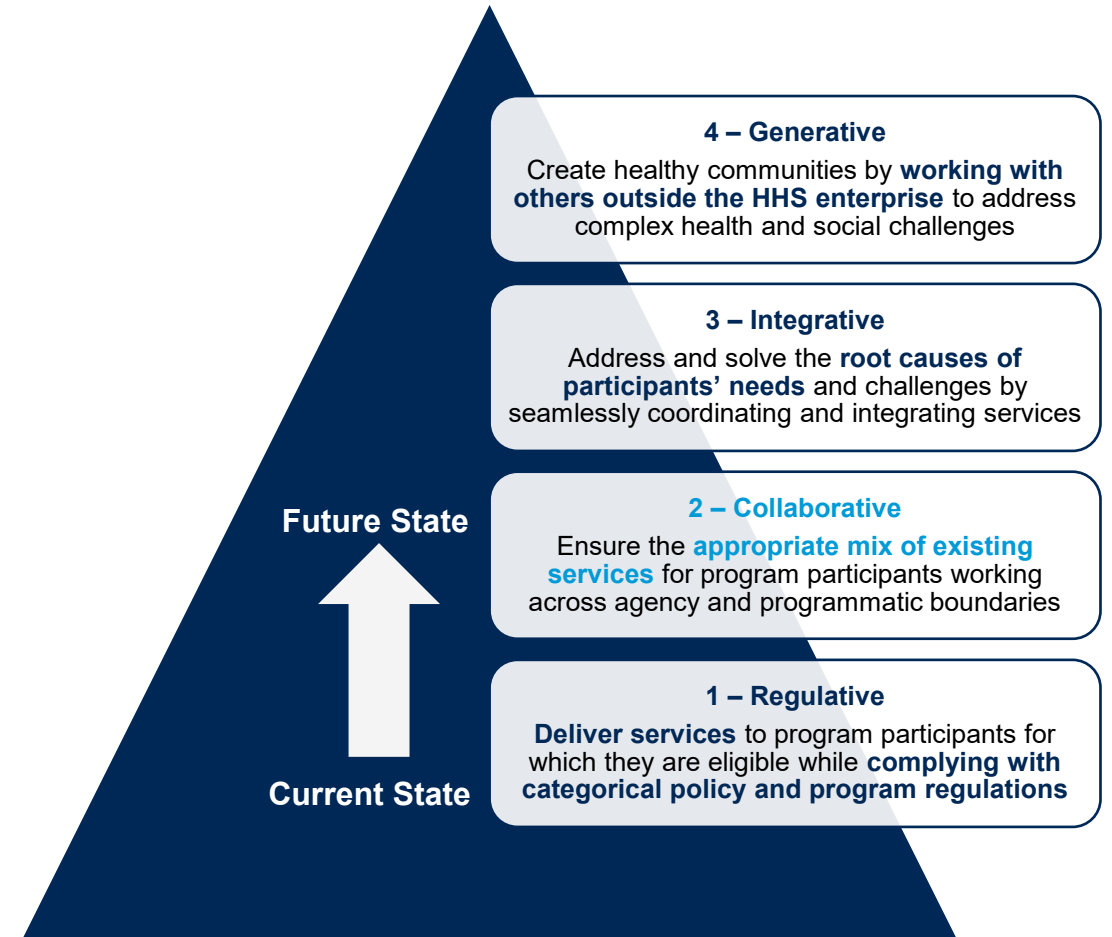 4 – Generative
Create healthy communities by working with
others outside the HHS enterprise to address
complex health and social challenges
3 – Integrative
Address and solve the root causes of
participants’ needs and challenges by
seamlessly coordinating and integrating services
Future State
2 – Collaborative
Ensure the appropriate mix of existing
services for program participants working
across agency and programmatic boundaries
Current State
1 – Regulative
Deliver services to program participants for
which they are eligible while complying with
categorical policy and program regulations